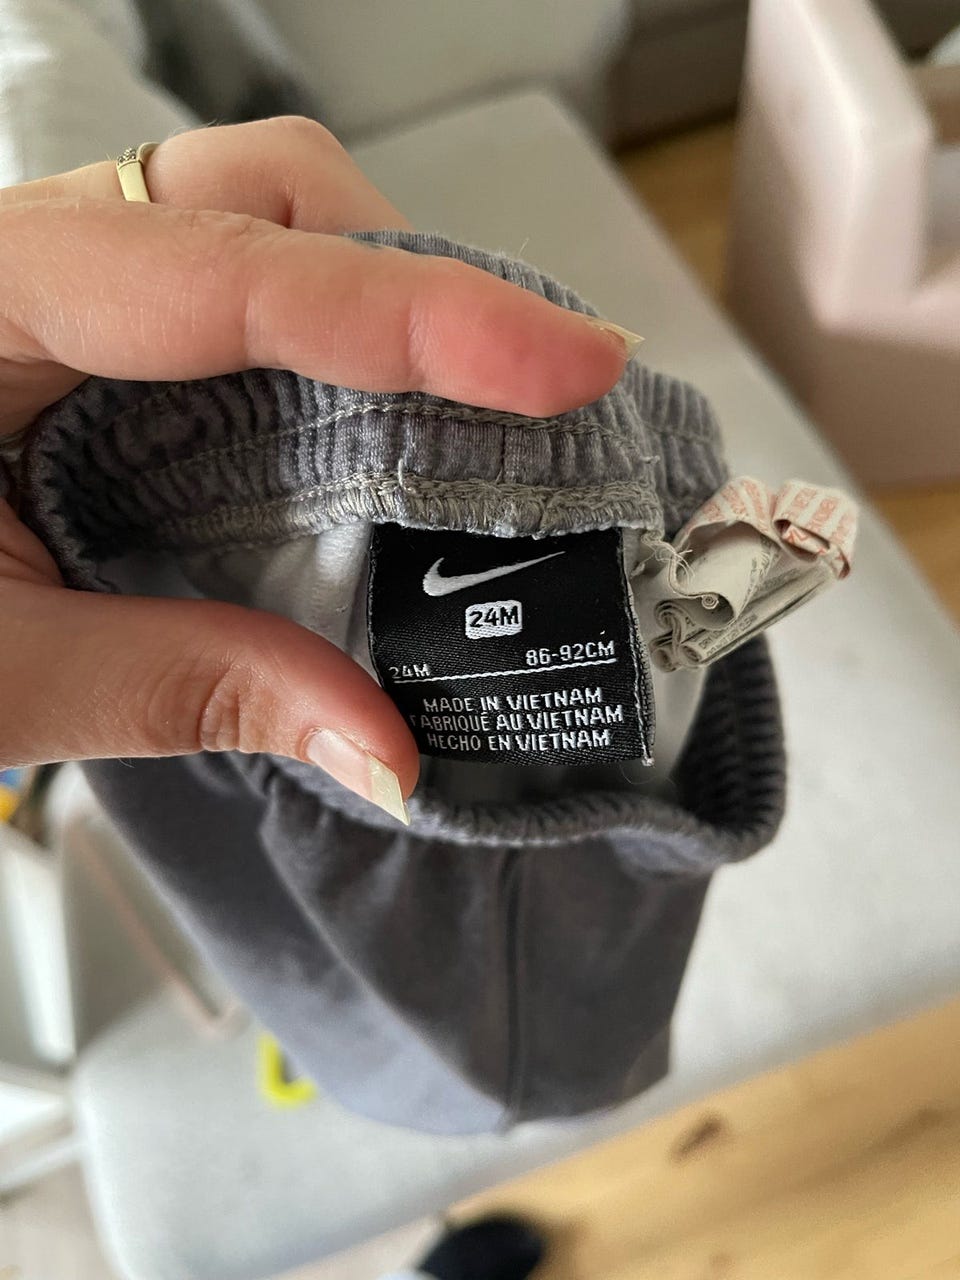 24M
24M 86-92CM
MADE IN VIETNAM
FABRIQUÉ AU VIETNAM
HECHO EN VIETNAM